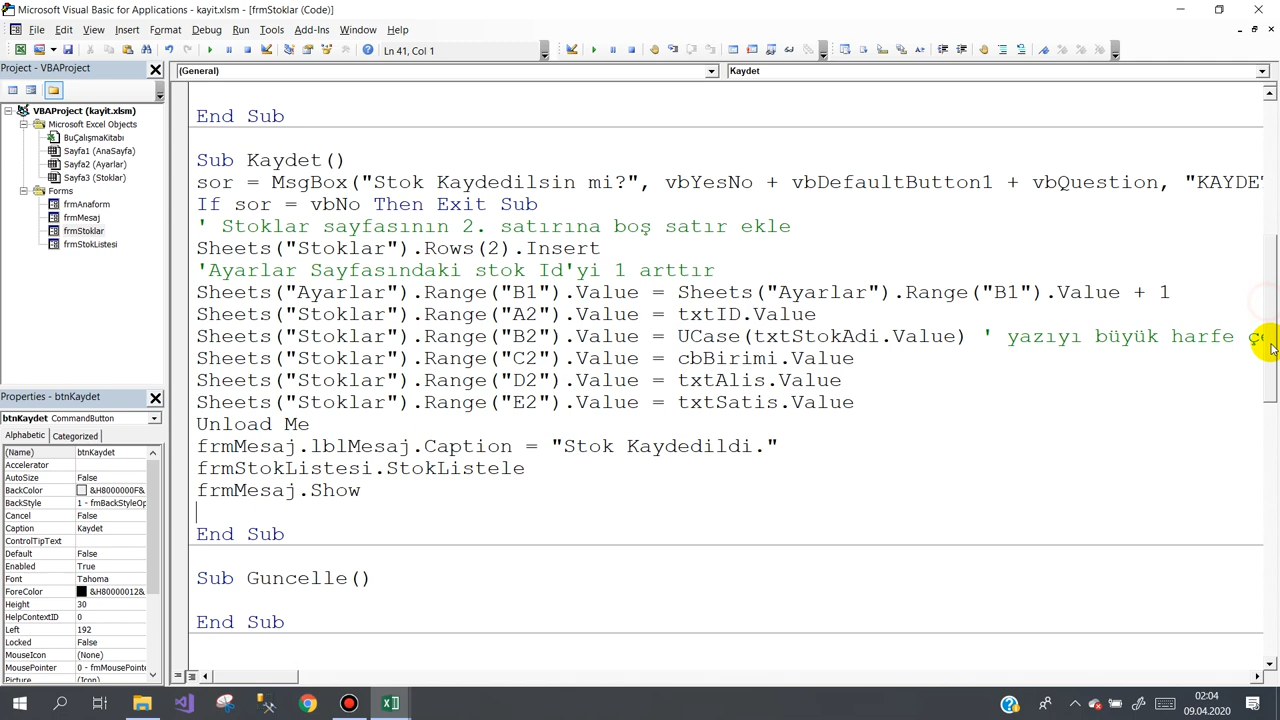 Microsoft Visual Basic for Applications - kayit.xlsm - [frmStoklar (Code)]
File Edit View Insert Format Debug Run Tools Add-Ins Window Help
Ln 41, Col 1
Project - VBAProject
(General)
Kaydet
VBAProject (kayit.xlsm)
Microsoft Excel Objects
BuÇalışmaKitabı
Sayfa1 (AnaSayfa)
Sayfa2 (Ayarlar)
Sayfa3 (Stoklar)
Forms
frmAnaform
frmMesaj
frmStoklar
frmStokListesi
End Sub
Sub Kaydet()
sor = MsgBox("Stok Kaydedilsin mi?", vbYesNo + vbDefaultButton1 + vbQuestion, "KAYDET
If sor = vbNo Then Exit Sub
' Stoklar sayfasının 2. satırına boş satır ekle
Sheets("Stoklar").Rows(2).Insert
'Ayarlar Sayfasındaki stok Id'yi 1 arttır
Sheets("Ayarlar").Range("B1").Value = Sheets("Ayarlar").Range("B1").Value + 1
Sheets("Stoklar").Range("A2").Value = txtID.Value
Sheets("Stoklar").Range("B2").Value = UCase(txtStokAdi.Value) ' yazıyı büyük harfe çe
Sheets("Stoklar").Range("C2").Value = cbBirimi.Value
Sheets("Stoklar").Range("D2").Value = txtAlis.Value
Sheets("Stoklar").Range("E2").Value = txtSatis.Value
Unload Me
frmMesaj.lblMesaj.Caption = "Stok Kaydedildi."
frmStokListesi.StokListele
frmMesaj.Show
End Sub
Sub Guncelle()
End Sub
Properties - btnKaydet
btnKaydet CommandButton
Alphabetic Categorized
(Name) btnKaydet
Accelerator
AutoSize False
BackColor &H8000000F&
BackStyle 1 - fmBackStyleOp
Cancel False
Caption Kaydet
ControlTipText
Default False
Enabled True
Font Tahoma
ForeColor &H80000012&
Height 30
HelpContextID 0
Left 192
Locked False
MouseIcon (None)
MousePointer 0 - fmMousePointe
Picture (Icon)
02:04
09.04.2020